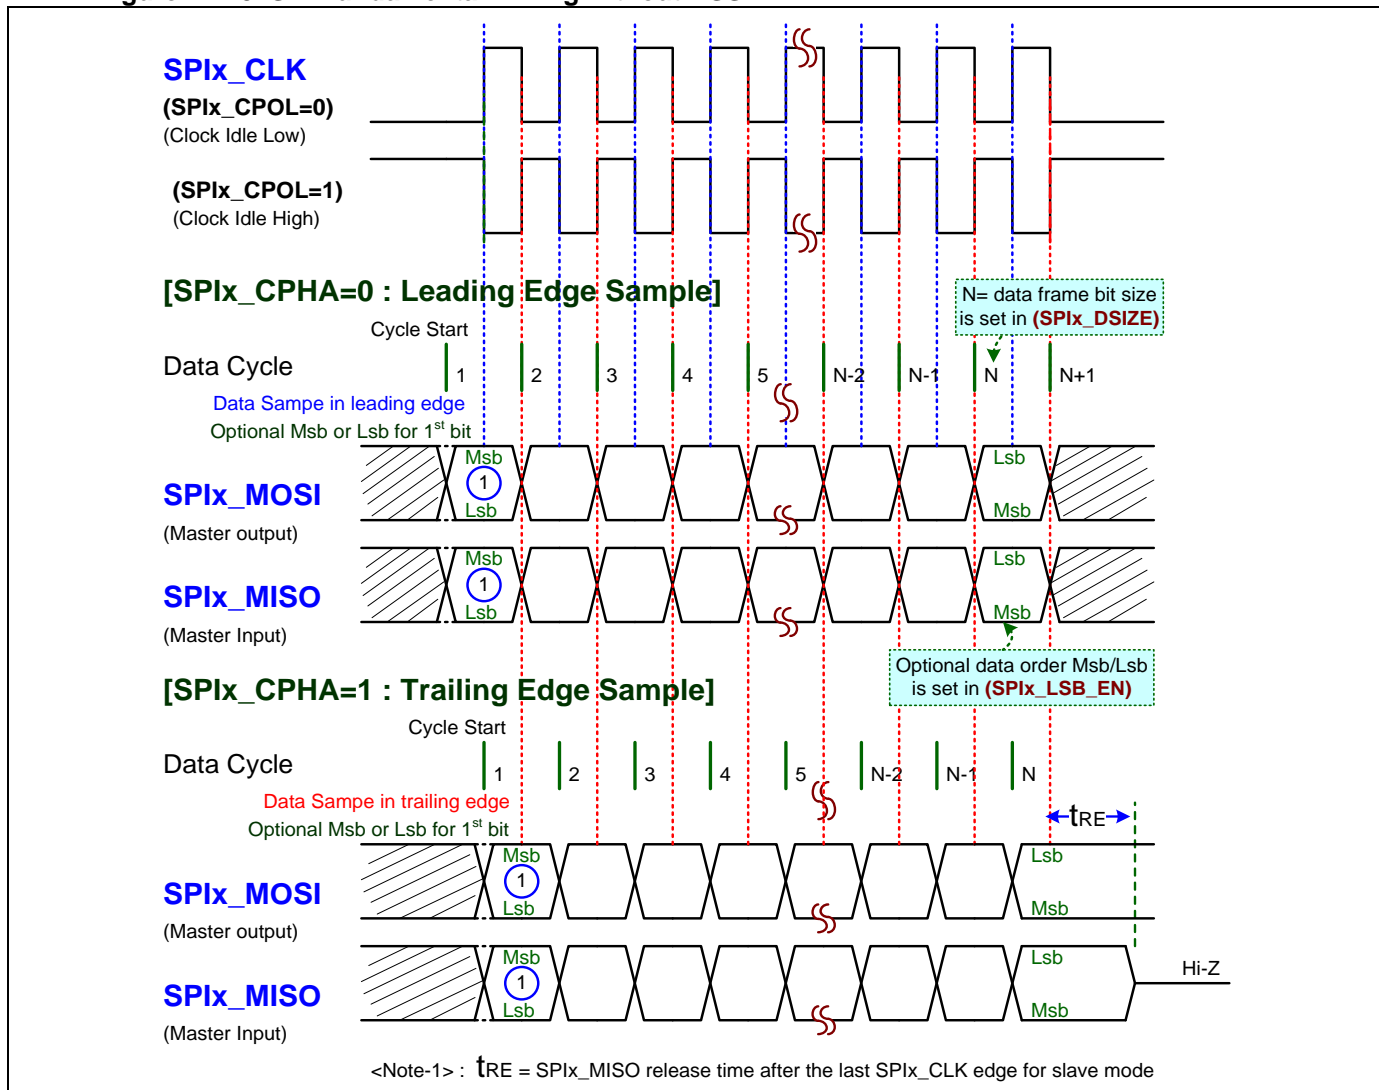 SPIx_CLK
(SPIx_CPOL=0)
(Clock Idle Low)
(SPIx_CPOL=1)
(Clock Idle High)
[SPIx_CPHA=0 : Leading Edge Sample]
N= data frame bit size
is set in (SPIx_DSIZE)
Cycle Start
Data Cycle
1 2 3 4 5 N-2 N-1 N N+1
Data Sampe in leading edge
Optional Msb or Lsb for 1st bit
SPIx_MOSI
(Master output)
Msb
1
Lsb
Lsb
Msb
SPIx_MISO
(Master Input)
Msb
1
Lsb
Lsb
Msb
Optional data order Msb/Lsb
is set in (SPIx_LSB_EN)
[SPIx_CPHA=1 : Trailing Edge Sample]
Cycle Start
Data Cycle
1 2 3 4 5 N-2 N-1 N
Data Sampe in trailing edge
Optional Msb or Lsb for 1st bit
tRE
SPIx_MOSI
(Master output)
Msb
1
Lsb
Lsb
Msb
SPIx_MISO
(Master Input)
Msb
1
Lsb
Lsb
Msb
Hi-Z
<Note-1> : tRE = SPIx_MISO release time after the last SPIx_CLK edge for slave mode